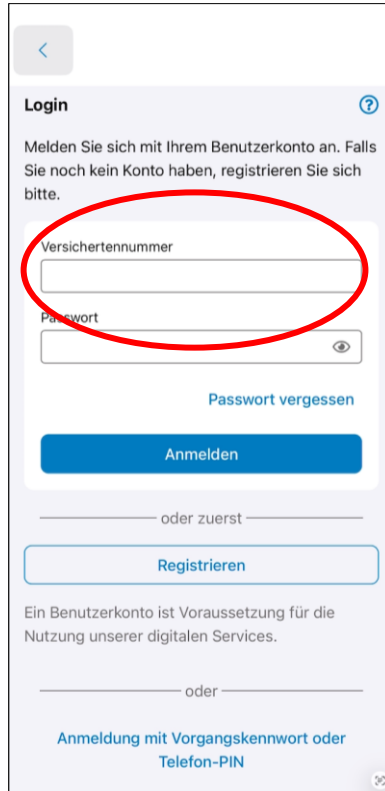 Login
Melden Sie sich mit Ihrem Benutzerkonto an. Falls
Sie noch kein Konto haben, registrieren Sie sich
bitte.
Versichertennummer
Passwort
Passwort vergessen
Anmelden
oder zuerst
Registrieren
Ein Benutzerkonto ist Voraussetzung für die
Nutzung unserer digitalen Services.
oder
Anmeldung mit Vorgangskennwort oder
Telefon-PIN